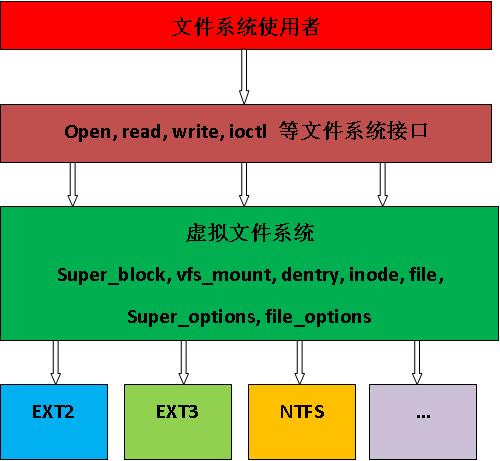 文件系统使用者
Open, read, write, ioctl 等文件系统接口
虚拟文件系统
Super_block, vfs_mount, dentry, inode, file,
Super_options, file_options
EXT2
EXT3
NTFS
...